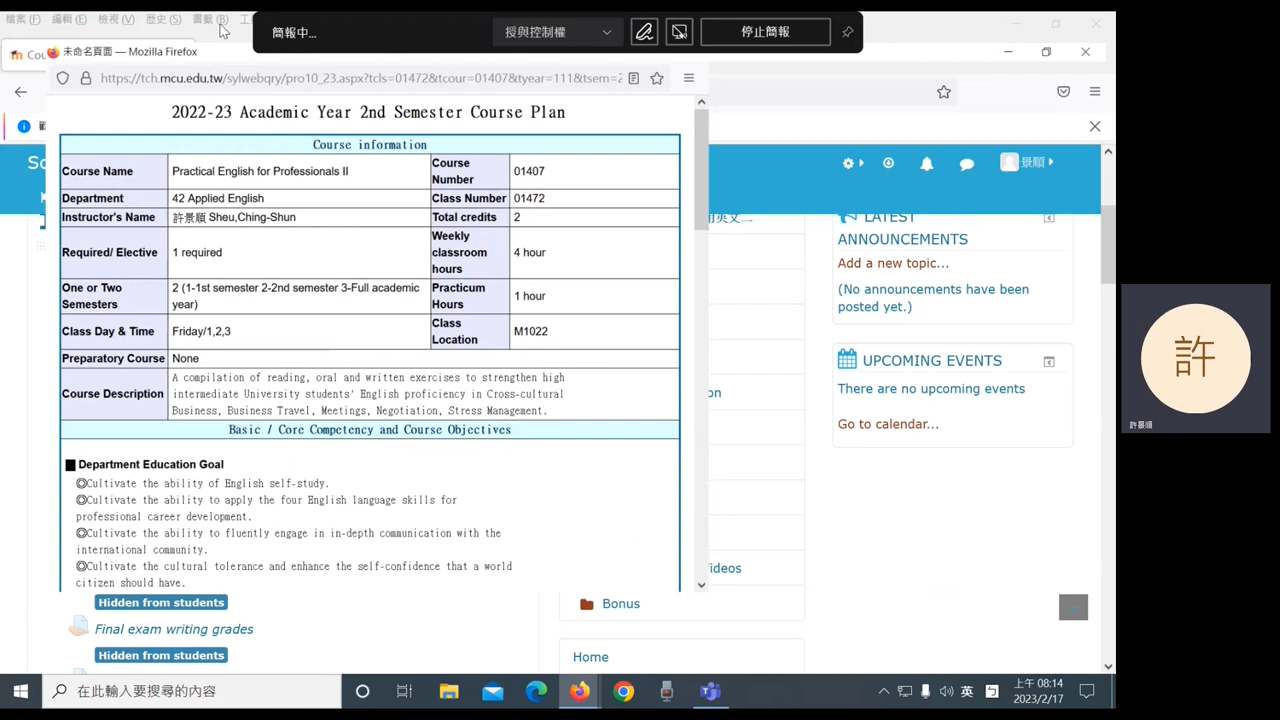 檔案(F) 編輯(E) 檢視(V) 歷史(S) 書籤(B)
簡報中... 授與控制權 停止簡報
未命名頁面 — Mozilla Firefox
https://tch.mcu.edu.tw/sylwebqry/pro10_23.aspx?tcls=01472&tcour=01407&tyear=111&tsem=2
2022-23 Academic Year 2nd Semester Course Plan
Course information
Course Name Practical English for Professionals II Course Number 01407
Department 42 Applied English Class Number 01472
Instructor's Name 許景順 Sheu,Ching-Shun Total credits 2
Required/ Elective 1 required Weekly classroom hours 4 hour
One or Two Semesters 2 (1-1st semester 2-2nd semester 3-Full academic year) Practicum Hours 1 hour
Class Day & Time Friday/1,2,3 Class Location M1022
Preparatory Course None
Course Description A compilation of reading, oral and written exercises to strengthen high
intermediate University students' English proficiency in Cross-cultural
Business, Business Travel, Meetings, Negotiation, Stress Management.
Basic / Core Competency and Course Objectives
■ Department Education Goal
◎Cultivate the ability of English self-study.
◎Cultivate the ability to apply the four English language skills for
professional career development.
◎Cultivate the ability to fluently engage in in-depth communication with the
international community.
◎Cultivate the cultural tolerance and enhance the self-confidence that a world
citizen should have.
Hidden from students
Final exam writing grades
Hidden from students
Bonus
Home
景順
LATEST
ANNOUNCEMENTS
Add a new topic...
(No announcements have been
posted yet.)
UPCOMING EVENTS
There are no upcoming events
Go to calendar...
許
許景順
在此輸入要搜尋的內容
英
上午 08:14
2023/2/17